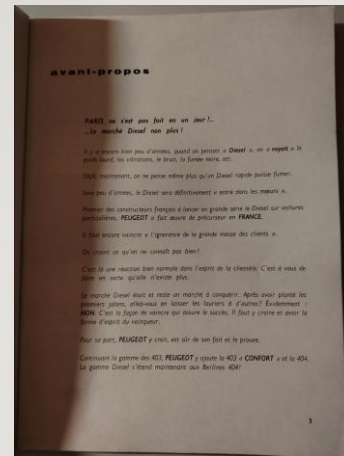 avant-propos
PARIS ne s'est pas fait en un jour !..
...Le marché Diesel non plus !
Il y a encore bien peu d'années, quand on pensait « Diesel », on « voyait » le
poids lourd, les vibrations, le bruit, la fumée noire, etc.
Déjà, maintenant, on ne pense même plus qu'un Diesel rapide puisse fumer.
Sous peu d'années, le Diesel sera définitivement « entré dans les mœurs ».
Premier des constructeurs français à lancer en grande série le Diesel sur voitures
particulières, PEUGEOT a fait œuvre de précurseur en FRANCE.
Il faut encore vaincre « l'ignorance de la grande masse des clients ».
On craint ce qu'on ne connaît pas bien !
C'est là une réaction bien normale dans l'esprit de la clientèle. C'est à vous de
faire en sorte qu'elle n'existe plus.
Le marché Diesel était et reste un marché à conquérir. Après avoir planté les
premiers jalons, allez-vous en laisser les lauriers à d'autres ? Évidemment :
NON. C'est la façon de vaincre qui assure le succès. Il faut y croire et avoir la
forme d'esprit du vainqueur.
Pour sa part, PEUGEOT y croit, est sûr de son fait et le prouve.
Continuant la gamme des 403, PEUGEOT y ajoute la 403 « CONFORT » et la 404.
La gamme Diesel s'étend maintenant aux Berlines 404!
3